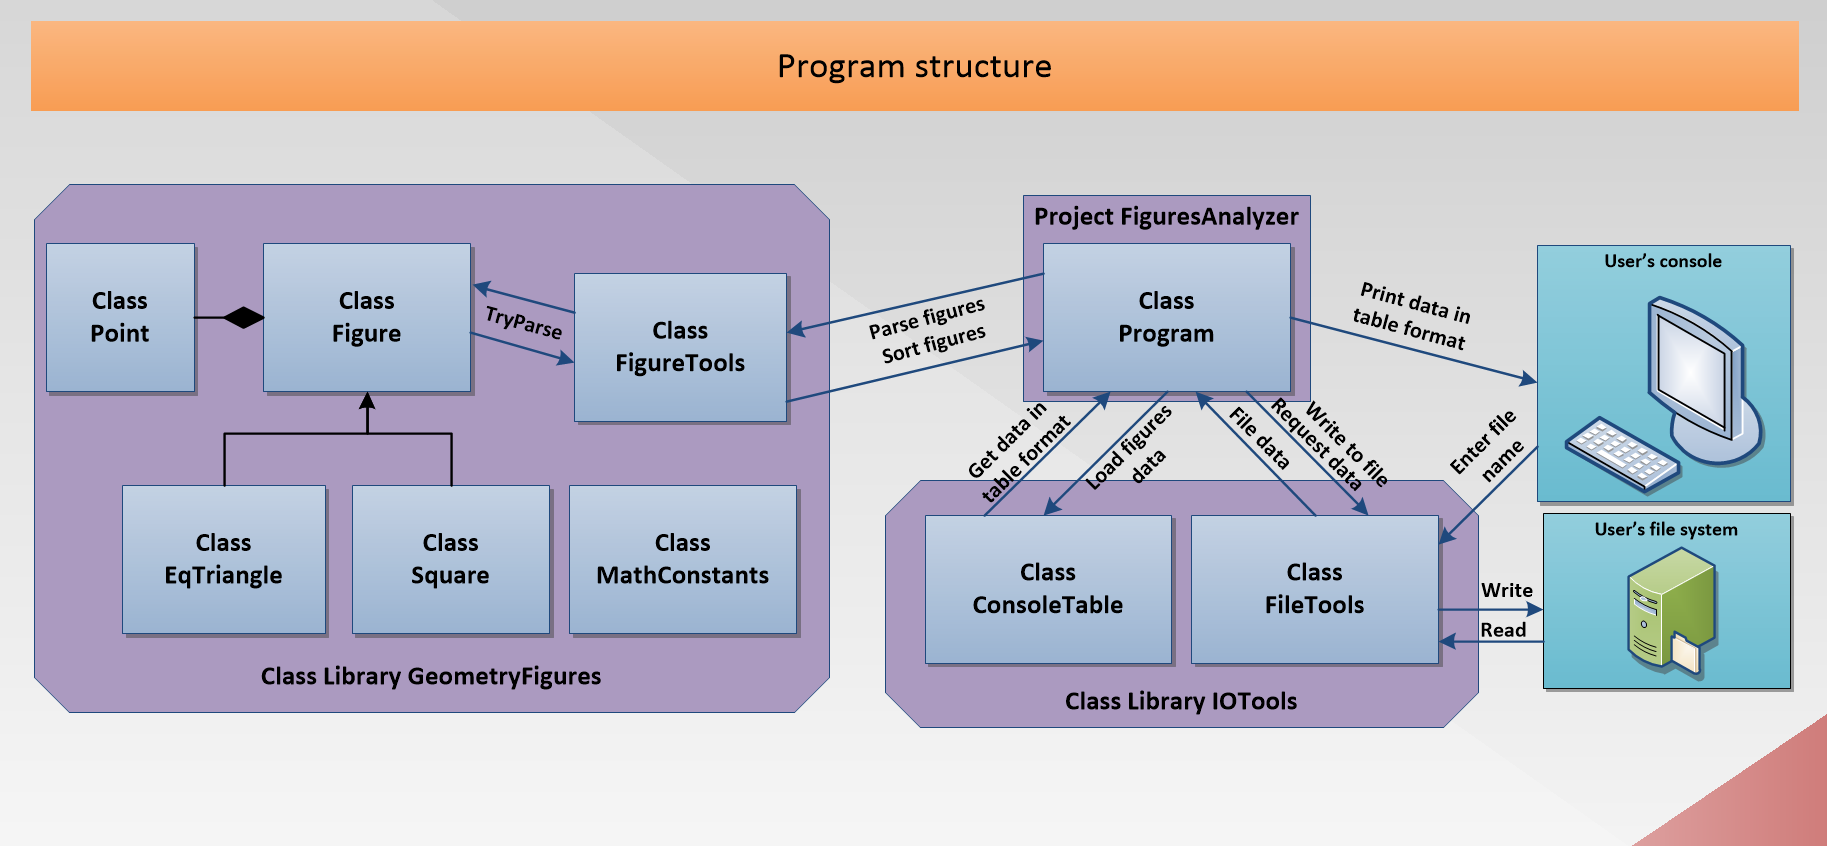 Program structure
Class
Point
Class
Figure
TryParse
Class
FigureTools
Class
EqTriangle
Class
Square
Class
MathConstants
Class Library GeometryFigures
Parse figures
Sort figures
Project FiguresAnalyzer
Class
Program
Print data in
table format
Get data in
table format
Load figures
data
File data
Write to file
Request data
Enter file
name
User's console
Class
ConsoleTable
Class
FileTools
Class Library IOTools
Write
Read
User's file system